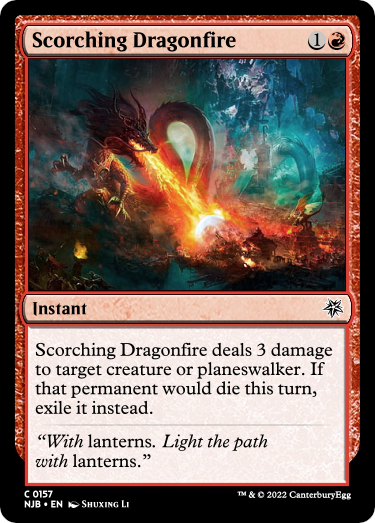 Scorching Dragonfire 1
Instant
Scorching Dragonfire deals 3 damage
to target creature or planeswalker. If
that permanent would die this turn,
exile it instead.
“With lanterns. Light the path
with lanterns.”
C 0157
NJB • EN Shuxing Li
™ & © 2022 CanterburyEgg